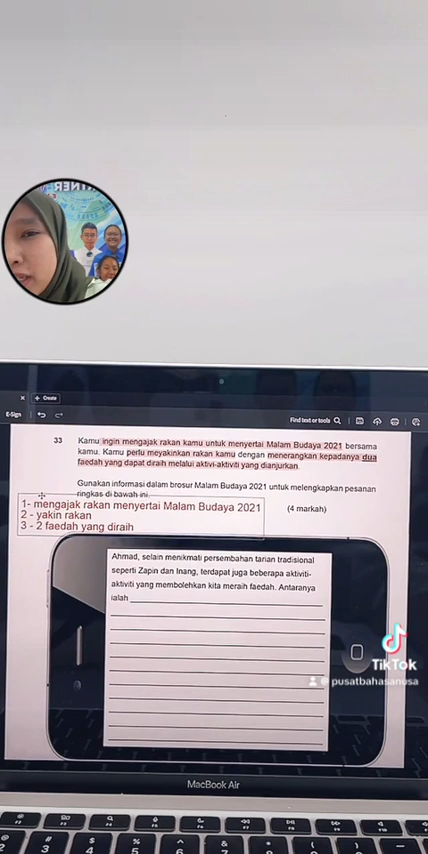 + Create
E-Sign
Find text or tools
33 Kamu ingin mengajak rakan kamu untuk menyertai Malam Budaya 2021 bersama
kamu. Kamu perlu meyakinkan rakan kamu dengan menerangkan kepadanya dua
faedah yang dapat diraih melalui aktivi-aktiviti yang dianjurkan.
Gunakan informasi dalam brosur Malam Budaya 2021 untuk melengkapkan pesanan
ringkas di bawah ini.
(4 markah)
1- mengajak rakan menyertai Malam Budaya 2021
2 - yakin rakan
3 - 2 faedah yang diraih
Ahmad, selain menikmati persembahan tarian tradisional
seperti Zapin dan Inang, terdapat juga beberapa aktiviti-
aktiviti yang membolehkan kita meraih faedah. Antaranya
ialah
TikTok
@ pusatbahasanusa
MacBook Air